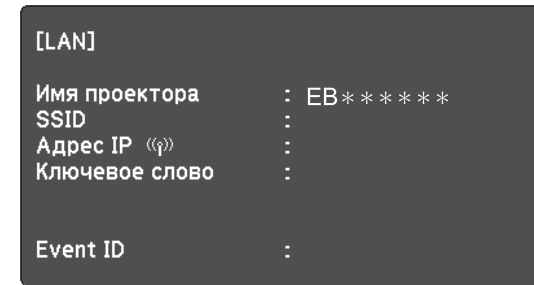 [LAN]
Имя проектора : EB******
SSID :
Адрес IP :
Ключевое слово :
Event ID :